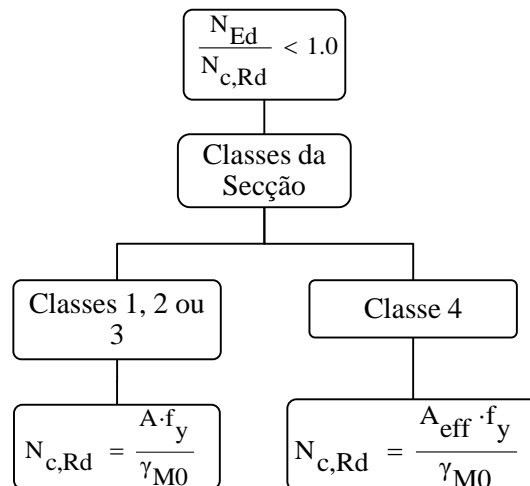 N_Ed / N_c,Rd < 1.0
Classes da
Secção
Classes 1, 2 ou
3
Classe 4
N_c,Rd = A·f_y / γ_M0
N_c,Rd = A_eff ·f_y / γ_M0